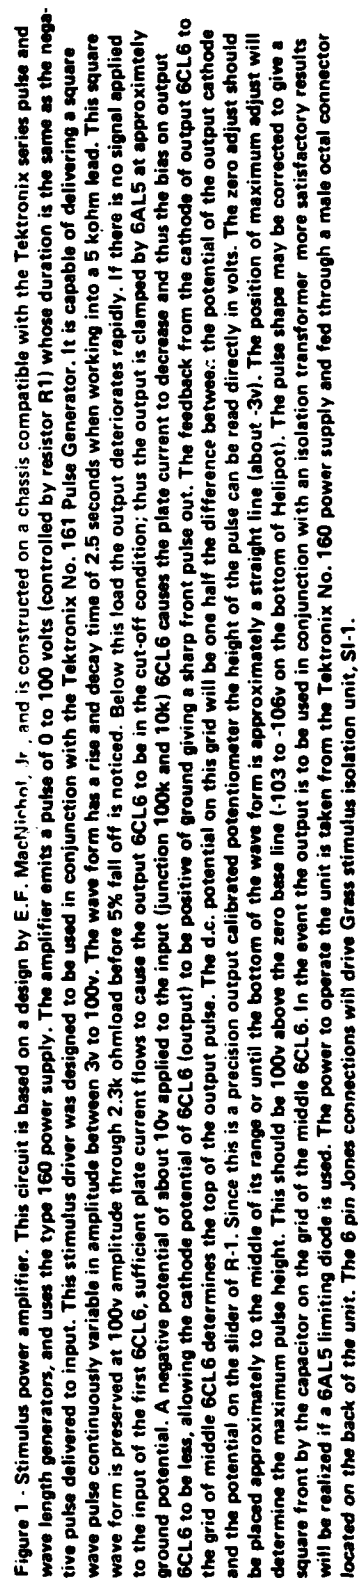 Figure 1 - Stimulus power amplifier. This circuit is based on a design by E.F. MacNichol, Jr., and is constructed on a chassis compatible with the Tektronix series pulse and
wave length generators, and uses the type 160 power supply. The amplifier emits a pulse of 0 to 100 volts (controlled by resistor R1) whose duration is the same as the nega-
tive pulse delivered to input. This stimulus driver was designed to be used in conjunction with the Tektronix No. 161 Pulse Generator. It is capable of delivering a square
wave pulse continuously variable in amplitude between 3v to 100v. The wave form has a rise and decay time of 2.5 seconds when working into a 5 kohm lead. This square
wave form is preserved at 100v amplitude through 2.3k ohmload before 5% fall off is noticed. Below this load the output deteriorates rapidly. If there is no signal applied
to the input of the first 6CL6, sufficient plate current flows to cause the output 6CL6 to be in the cut-off condition; thus the output is clamped by 6AL5 at approximtely
ground potential. A negative potential of about 10v applied to the input (junction 100k and 10k) 6CL6 causes the plate current to decrease and thus the bias on output
6CL6 to be less, allowing the cathode potential of 6CL6 (output) to be positive of ground giving a sharp front pulse out. The feedback from the cathode of output 6CL6 to
the grid of middle 6CL6 determines the top of the output pulse. The d.c. potential on this grid will be one half the difference between: the potential of the output cathode
and the potential on the slider of R-1. Since this is a precision output calibrated potentiometer the height of the pulse can be read directly in volts. The zero adjust should
be placed approximately to the middle of its range or until the bottom of the wave form is approximately a straight line (about -3v). The position of maximum adjust will
determine the maximum pulse height. This should be 100v above the zero base line (-103 to -106v on the bottom of Helipot). The pulse shape may be corrected to give a
square front by the capacitor on the grid of the middle 6CL6. In the event the output is to be used in conjunction with an isolation transformer more satisfactory results
will be realized if a 6AL5 limiting diode is used. The power to operate the unit is taken from the Tektronix No. 160 power supply and fed through a male octal connector
located on the back of the unit. The 6 pin Jones connections will drive Grass stimulus isolation unit, SI-1.